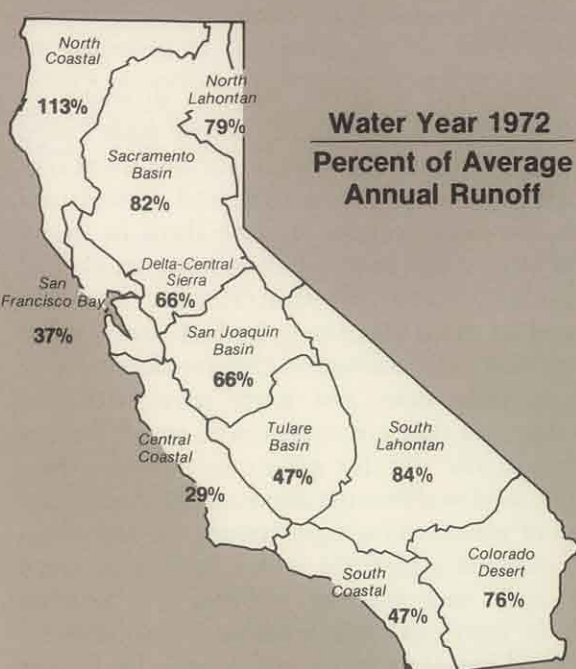 Water Year 1972
Percent of Average
Annual Runoff
North
Coastal
113%
North
Lahontan
79%
Sacramento
Basin
82%
Delta-Central
Sierra
66%
San
Francisco Bay
37%
San Joaquin
Basin
66%
Central
Coastal
29%
Tulare
Basin
47%
South
Lahontan
84%
South
Coastal
47%
Colorado
Desert
76%